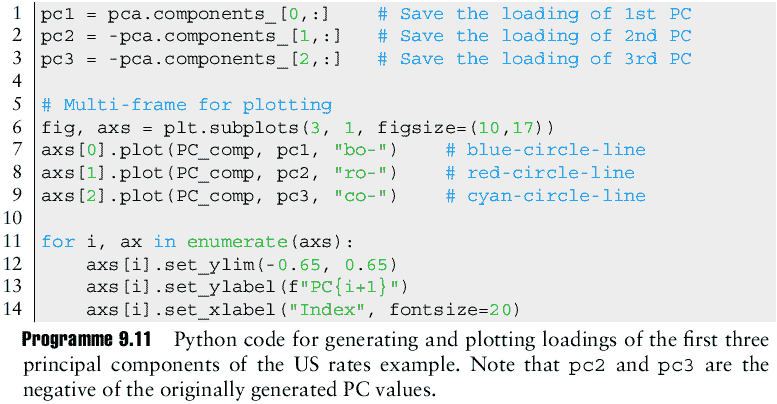 1 pc1 = pca.components_[0,:] # Save the loading of 1st PC
2 pc2 = -pca.components_[1,:] # Save the loading of 2nd PC
3 pc3 = -pca.components_[2,:] # Save the loading of 3rd PC
4
5 # Multi-frame for plotting
6 fig, axs = plt.subplots(3, 1, figsize=(10,17))
7 axs[0].plot(PC_comp, pc1, "bo-") # blue-circle-line
8 axs[1].plot(PC_comp, pc2, "ro-") # red-circle-line
9 axs[2].plot(PC_comp, pc3, "co-") # cyan-circle-line
10
11 for i, ax in enumerate(axs):
12     axs[i].set_ylim(-0.65, 0.65)
13     axs[i].set_ylabel(f"PC{i+1}")
14     axs[i].set_xlabel("Index", fontsize=20)
Programme 9.11 Python code for generating and plotting loadings of the first three
principal components of the US rates example. Note that pc2 and pc3 are the
negative of the originally generated PC values.